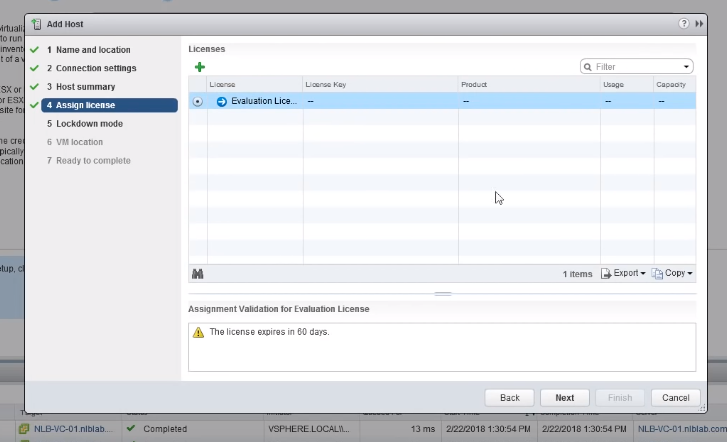 Add Host
?
1 Name and location
2 Connection settings
3 Host summary
4 Assign license
5 Lockdown mode
6 VM location
7 Ready to complete
Licenses
Filter
License License Key Product Usage Capacity
Evaluation Lice... -- -- -- --
1 items Export Copy
Assignment Validation for Evaluation License
The license expires in 60 days.
Back Next Finish Cancel
NLB-VC-01.nlblab.... Completed VSPHERE.LOCAL\\... 13 ms 2/22/2018 1:30:54 PM 2/22/2018 1:30:54 PM NLB-VC-01.nlblab.com